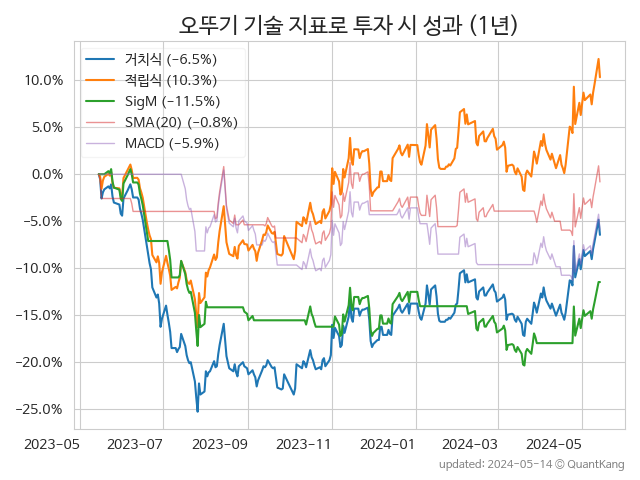 오뚜기 기술 지표로 투자 시 성과 (1년)
거치식 (−6.5%)
적립식 (10.3%)
SigM (−11.5%)
SMA(20) (−0.8%)
MACD (−5.9%)
10.0%
5.0%
0.0%
−5.0%
−10.0%
−15.0%
−20.0%
−25.0%
2023-05 2023-07 2023-09 2023-11 2024-01 2024-03 2024-05
updated: 2024-05-14 © QuantKang